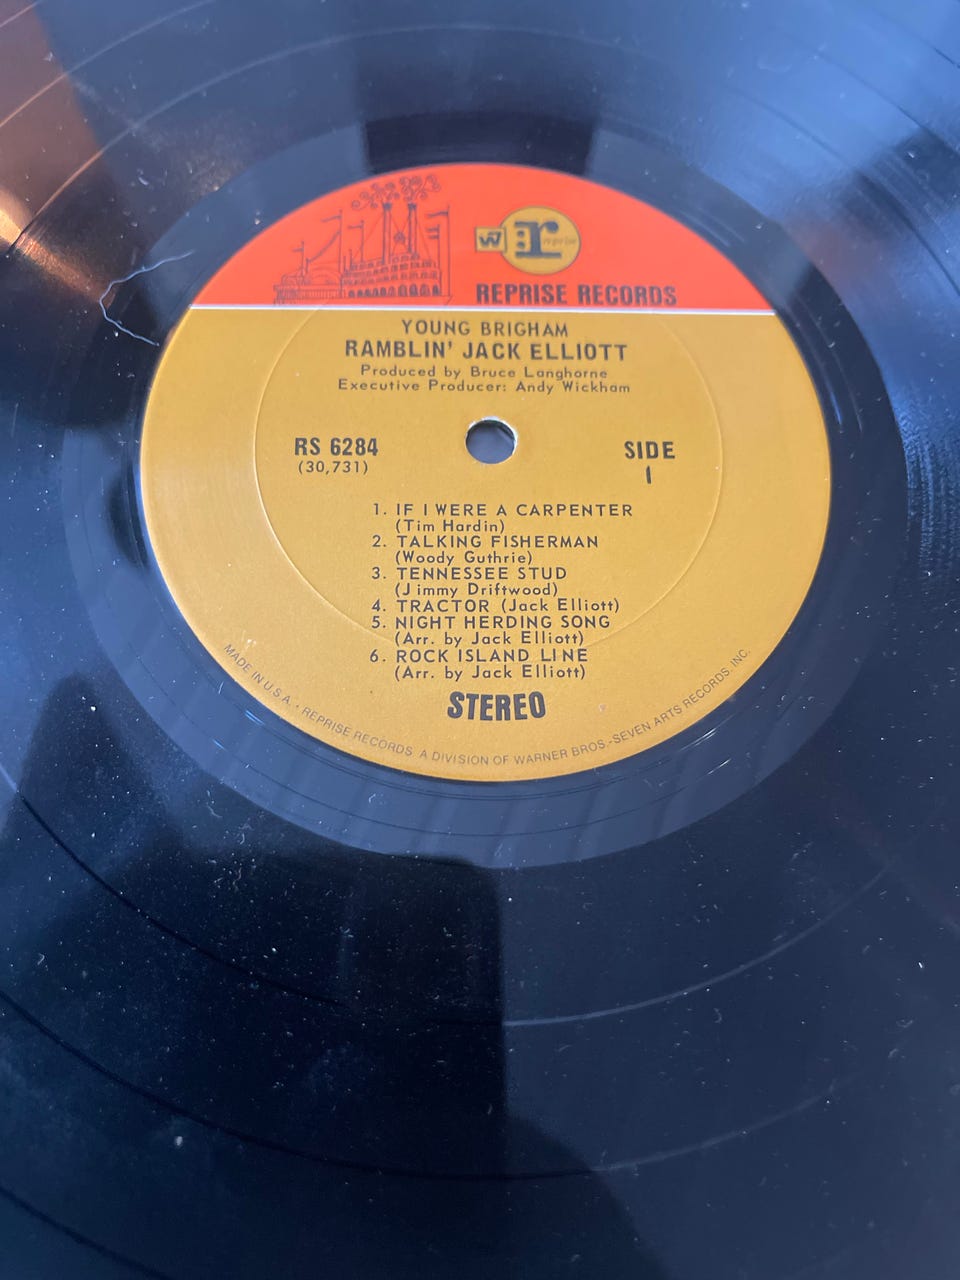 W r reprise
REPRISE RECORDS
YOUNG BRIGHAM
RAMBLIN' JACK ELLIOTT
Produced by Bruce Langhorne
Executive Producer: Andy Wickham
RS 6284
(30,731)
SIDE
1
1. IF I WERE A CARPENTER
(Tim Hardin)
2. TALKING FISHERMAN
(Woody Guthrie)
3. TENNESSEE STUD
(Jimmy Driftwood)
4. TRACTOR (Jack Elliott)
5. NIGHT HERDING SONG
(Arr. by Jack Elliott)
6. ROCK ISLAND LINE
(Arr. by Jack Elliott)
STEREO
MADE IN U.S.A. • REPRISE RECORDS A DIVISION OF WARNER BROS.-SEVEN ARTS RECORDS, INC.